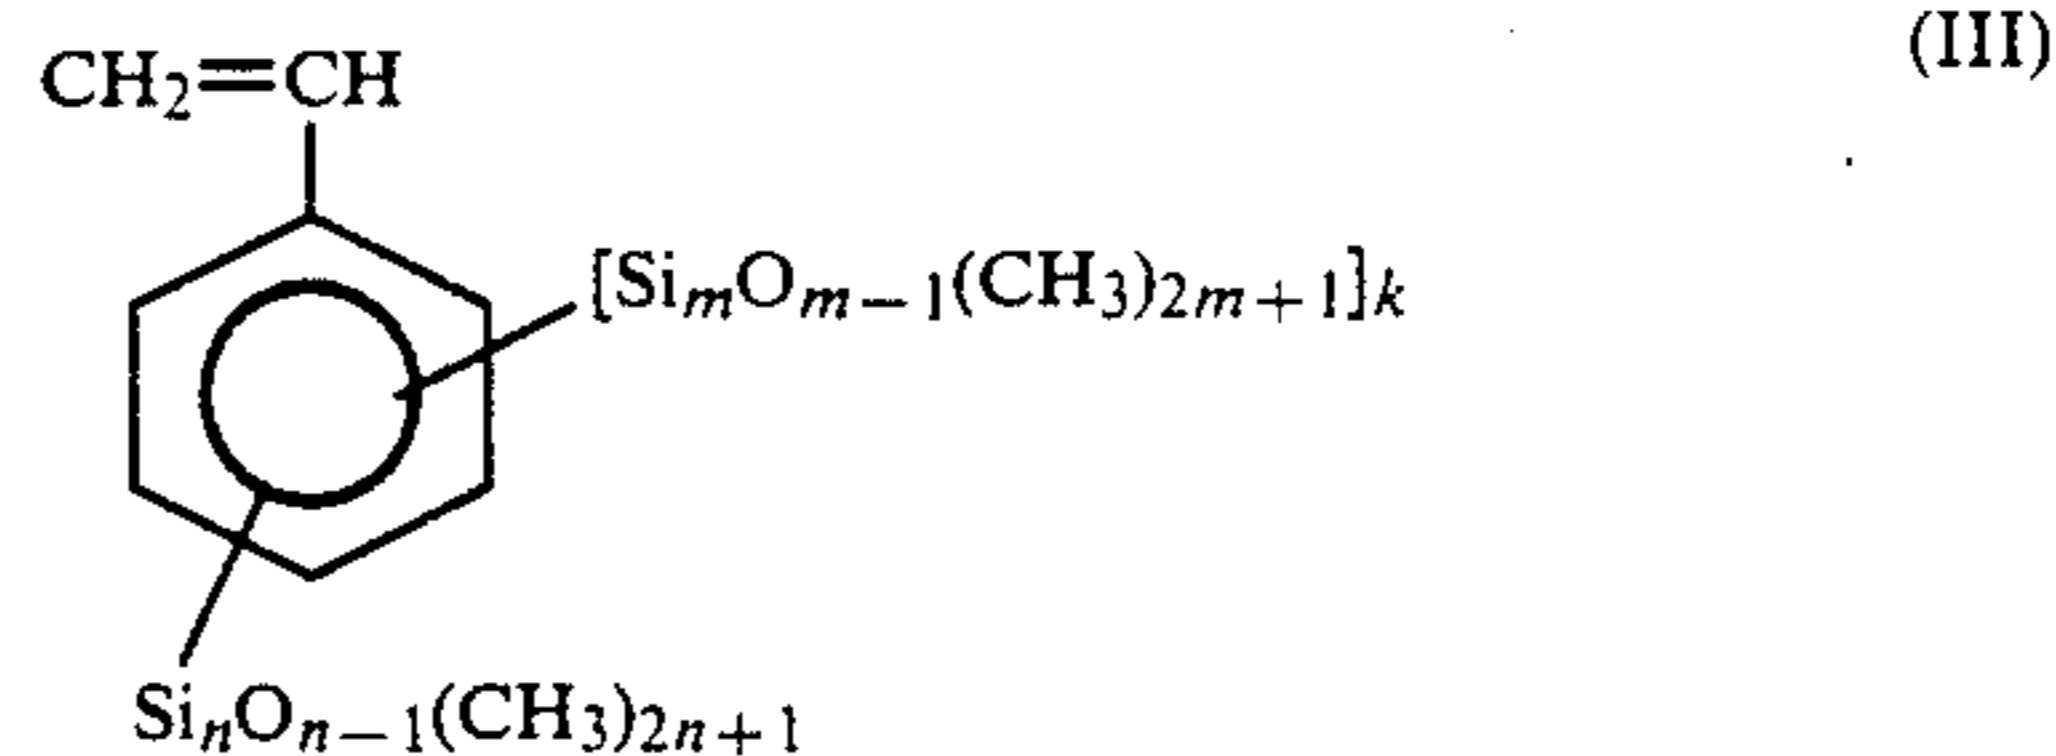 (III)
CH₂=CH
[SiₘOₘ₋₁(CH₃)₂ₘ₊₁]ₖ
SiₙOₙ₋₁(CH₃)₂ₙ₊₁